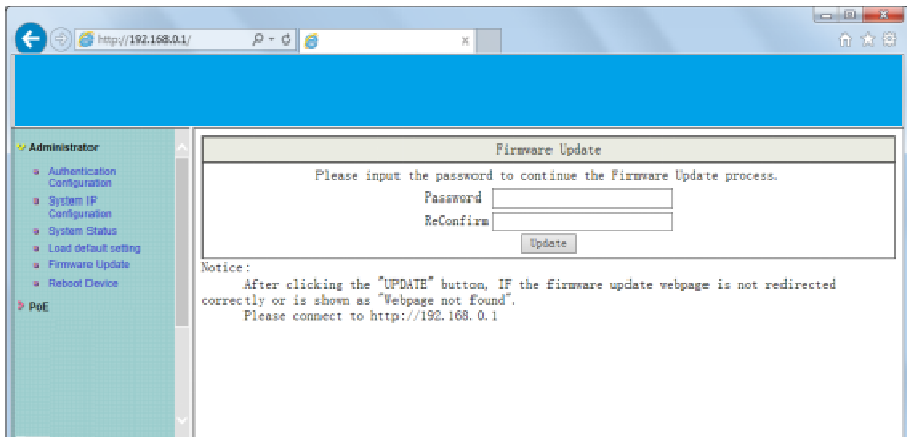 http://192.168.0.1/
Administrator
Authentication
Configuration
System IP
Configuration
System Status
Load default setting
Firmware Update
Reboot Device
PoE
Firmware Update
Please input the password to continue the Firmware Update process.
Password
ReConfirm
Update
Notice:
After clicking the "UPDATE" button, IF the firmware update webpage is not redirected
correctly or is shown as "Webpage not found".
Please connect to http://192.168.0.1